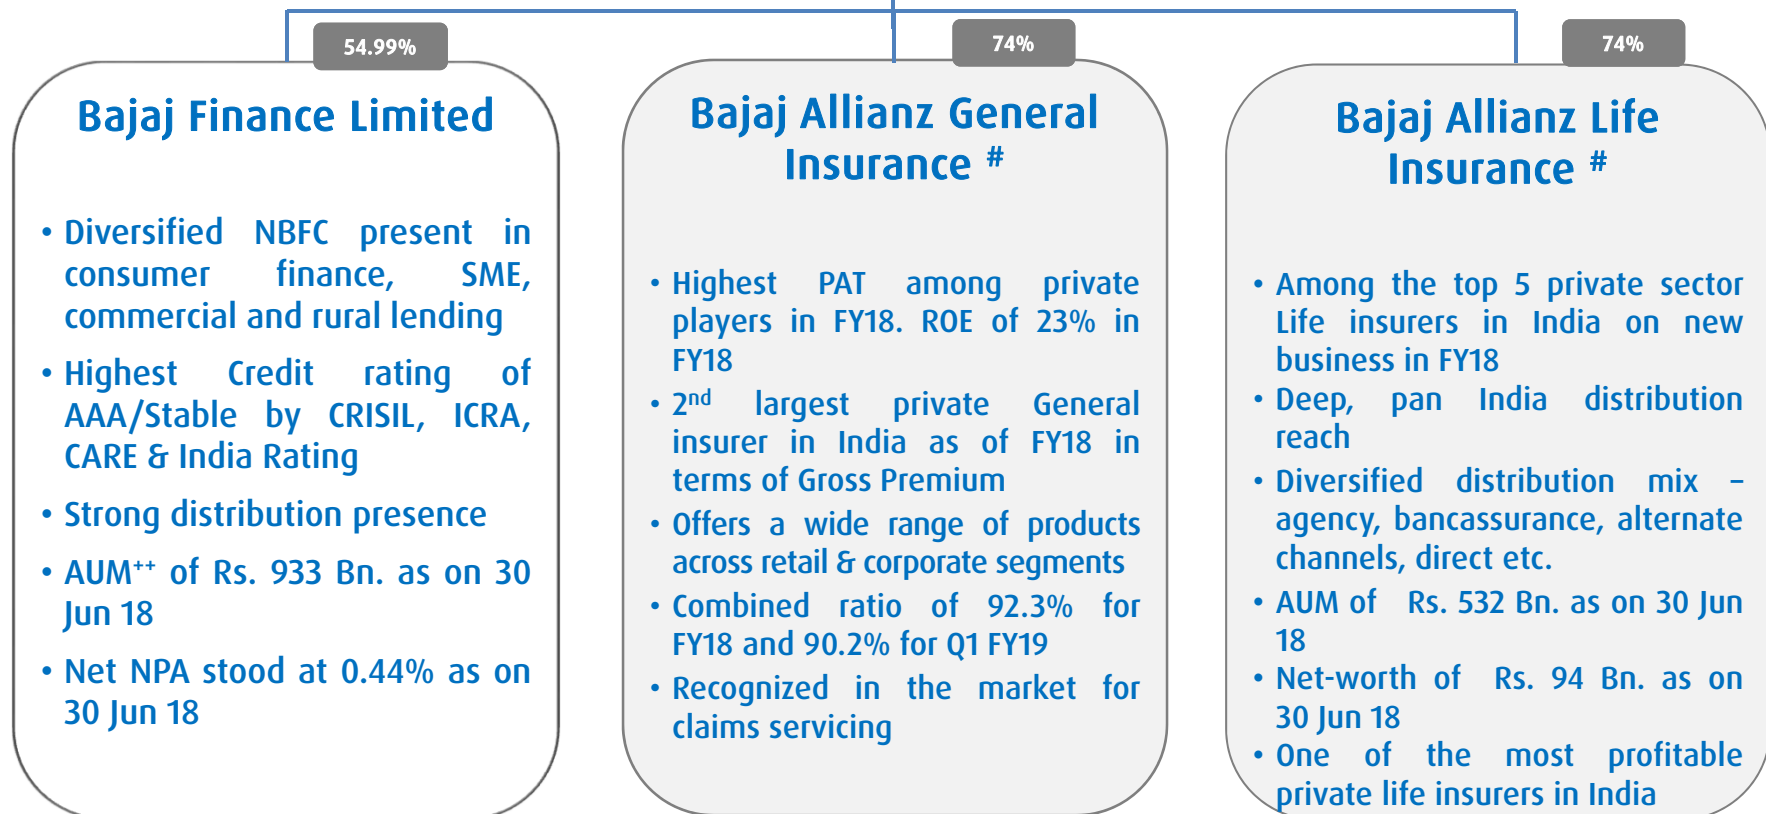 54.99%
Bajaj Finance Limited
• Diversified NBFC present in
consumer finance, SME,
commercial and rural lending
• Highest Credit rating of
AAA/Stable by CRISIL, ICRA,
CARE & India Rating
• Strong distribution presence
• AUM++ of Rs. 933 Bn. as on 30
Jun 18
• Net NPA stood at 0.44% as on
30 Jun 18
74%
Bajaj Allianz General
Insurance #
• Highest PAT among private
players in FY18. ROE of 23% in
FY18
• 2nd largest private General
insurer in India as of FY18 in
terms of Gross Premium
• Offers a wide range of products
across retail & corporate segments
• Combined ratio of 92.3% for
FY18 and 90.2% for Q1 FY19
• Recognized in the market for
claims servicing
74%
Bajaj Allianz Life
Insurance #
• Among the top 5 private sector
Life insurers in India on new
business in FY18
• Deep, pan India distribution
reach
• Diversified distribution mix –
agency, bancassurance, alternate
channels, direct etc.
• AUM of Rs. 532 Bn. as on 30 Jun
18
• Net-worth of Rs. 94 Bn. as on
30 Jun 18
• One of the most profitable
private life insurers in India